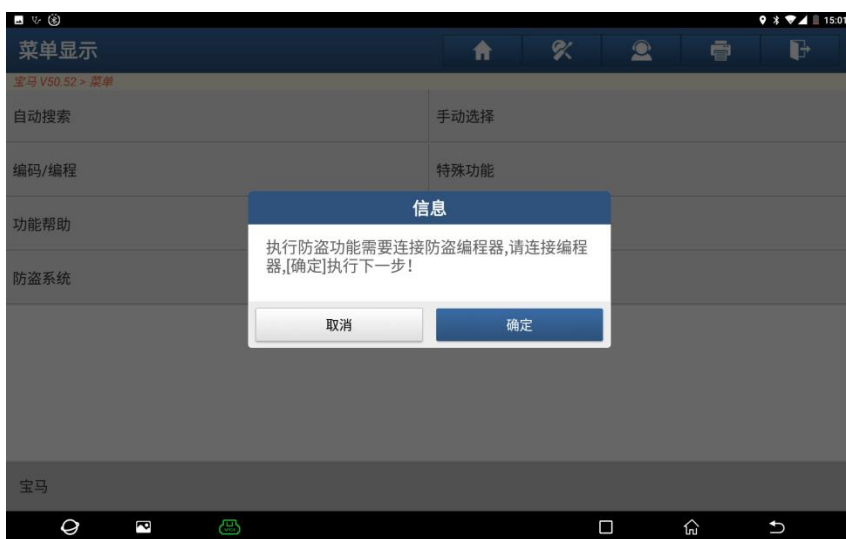 15:01
菜单显示
宝马 V50.52 > 菜单
自动搜索
手动选择
编码/编程
特殊功能
功能帮助
防盗系统
信息
执行防盗功能需要连接防盗编程器,请连接编程
器,[确定]执行下一步!
取消
确定
宝马